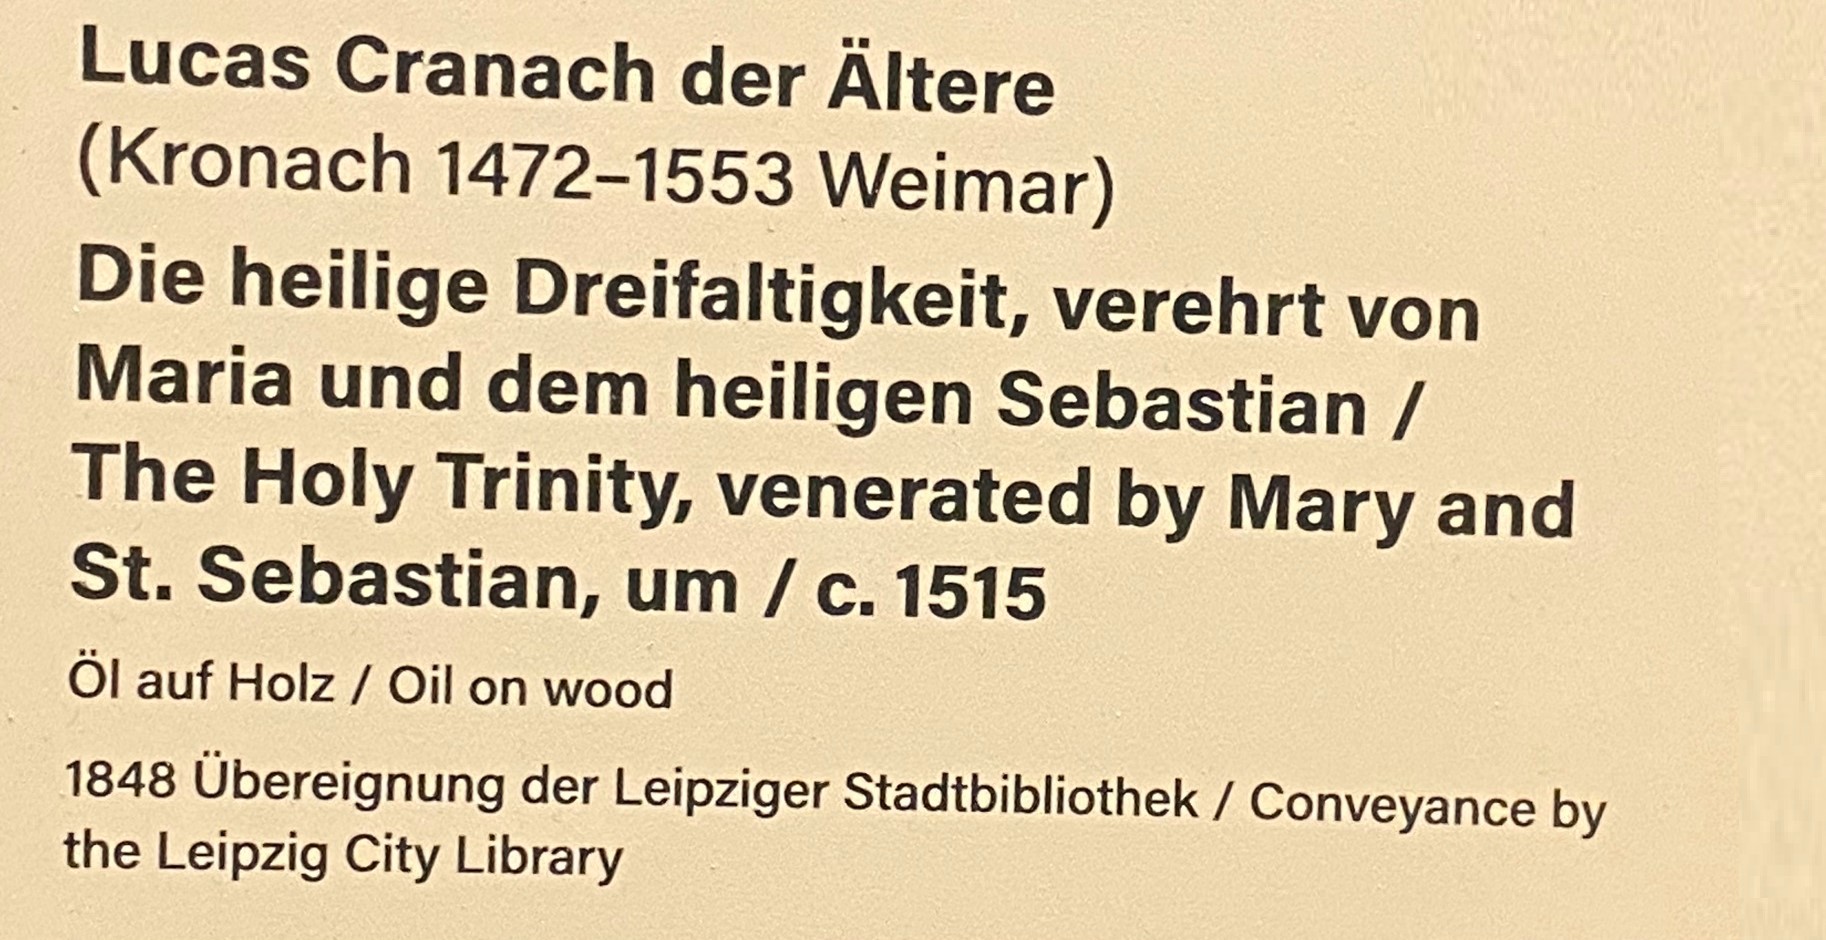 Lucas Cranach der Ältere
(Kronach 1472–1553 Weimar)
Die heilige Dreifaltigkeit, verehrt von
Maria und dem heiligen Sebastian /
The Holy Trinity, venerated by Mary and
St. Sebastian, um / c. 1515
Öl auf Holz / Oil on wood
1848 Übereignung der Leipziger Stadtbibliothek / Conveyance by
the Leipzig City Library